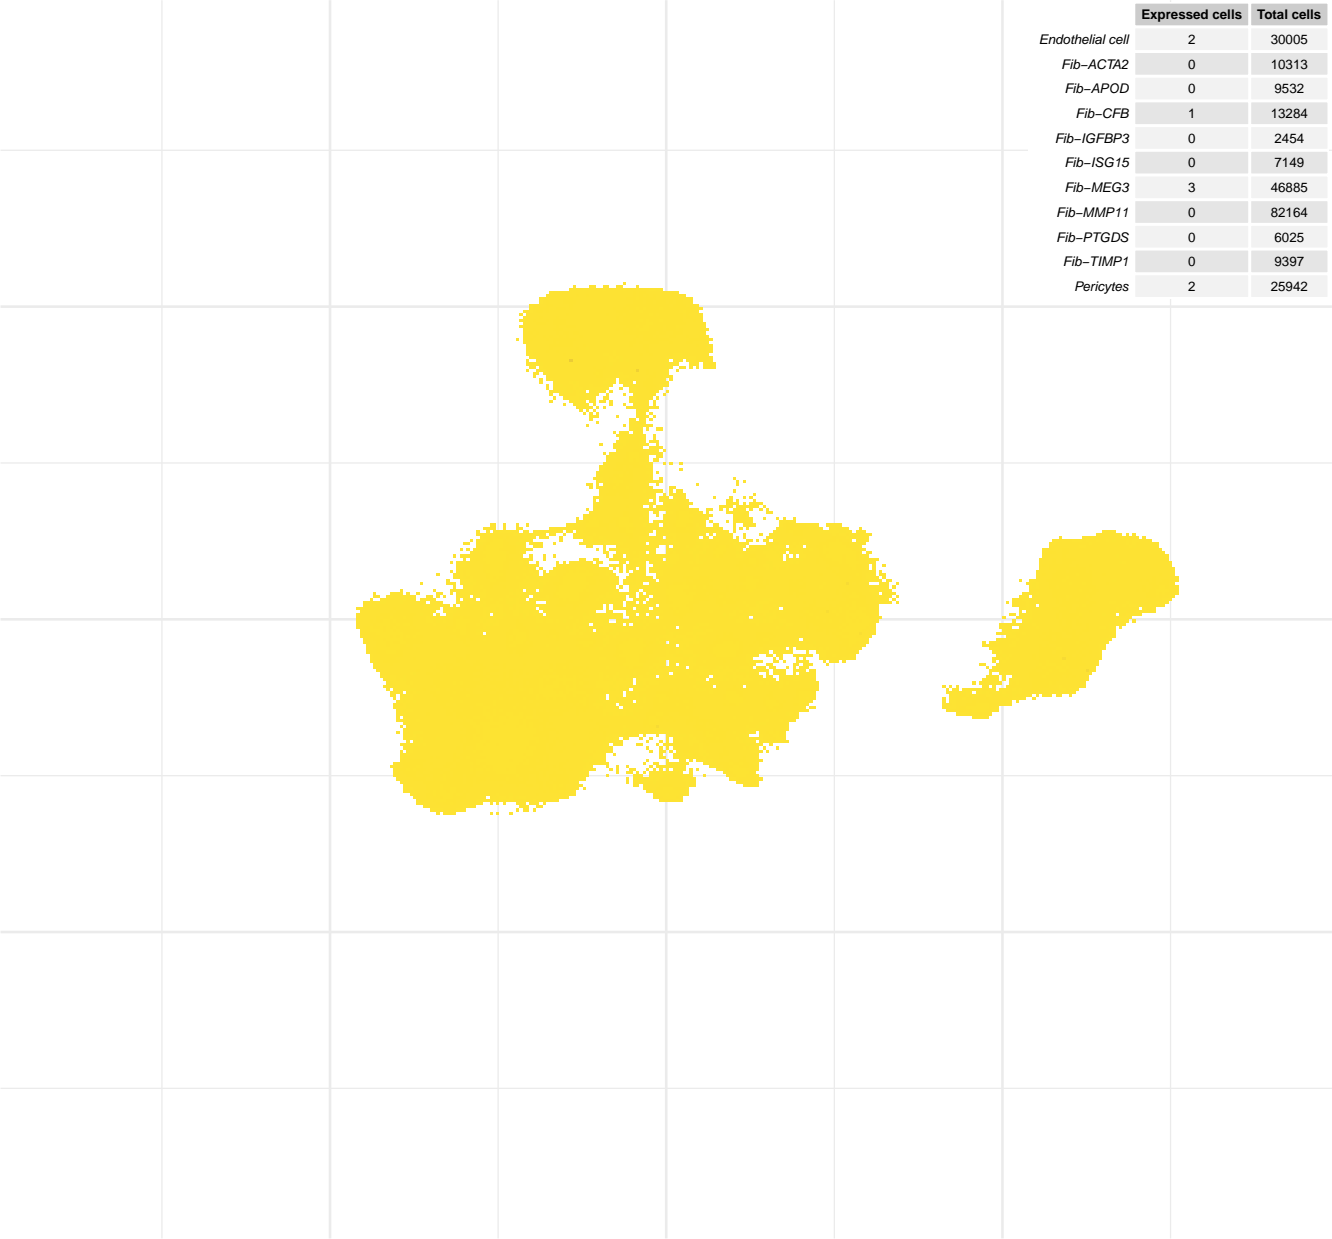 Expressed cells Total cells
Endothelial cell 2 30005
Fib−ACTA2 0 10313
Fib−APOD 0 9532
Fib−CFB 1 13284
Fib−IGFBP3 0 2454
Fib−ISG15 0 7149
Fib−MEG3 3 46885
Fib−MMP11 0 82164
Fib−PTGDS 0 6025
Fib−TIMP1 0 9397
Pericytes 2 25942